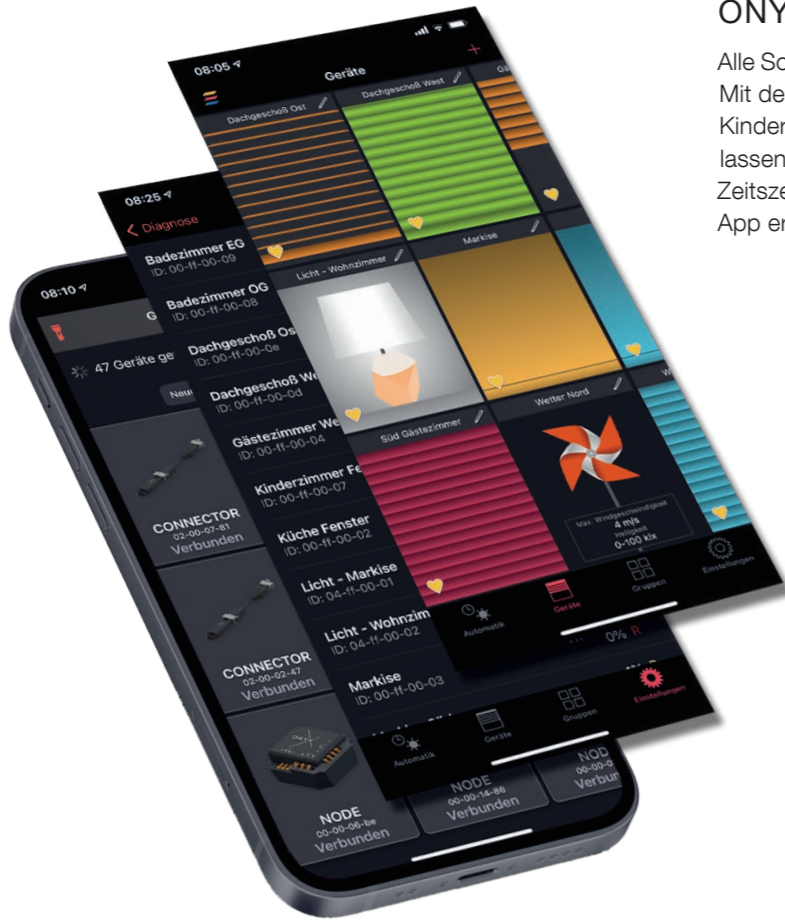 ONY
Alle So
Mit de
Kinder
lassen
Zeitsze
App er
08:05
Geräte
Dachgeschoß Ost
Dachgeschoß West
Licht - Wohnzimmer
Markise
Süd Gästezimmer
Wetter Nord
Max. Windgeschwindigkeit
4 m/s
Helligkeit
0-100 klx
Automatik
Geräte
Gruppen
Einstellungen
08:25
Diagnose
Badezimmer EG
ID: 00-ff-00-09
Badezimmer OG
ID: 00-ff-00-08
Dachgeschoß Os
ID: 00-ff-00-0e
Dachgeschoß We
ID: 00-ff-00-0d
Gästezimmer We
ID: 00-ff-00-04
Kinderzimmer Fe
ID: 00-ff-00-07
Küche Fenster
ID: 00-ff-00-02
Licht - Markise
ID: 04-ff-00-01
Licht - Wohnzim
ID: 04-ff-00-02
0% R
Markise
ID: 00-ff-00-03
Automatik
Geräte
Gruppen
Einstellungen
08:10
G
47 Geräte ge
Neu
CONNECTOR
02-00-07-81
Verbunden
CONNECTOR
02-00-02-47
Verbunden
NODE
00-00-06-be
Verbunden
NODE
00-00-14-86
Verbunden
NOD
00-00-0
Verbun